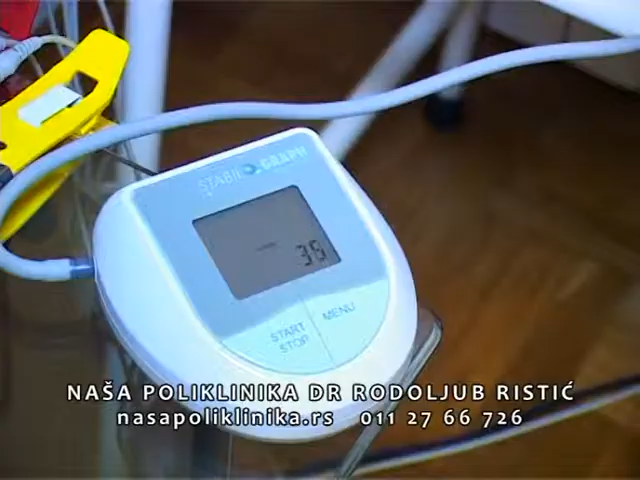 STABIL-O-GRAPH
38
START
STOP
MENU
NAŠA POLIKLINIKA DR RODOLJUB RISTIĆ
nasapoliklinika.rs 011 27 66 726